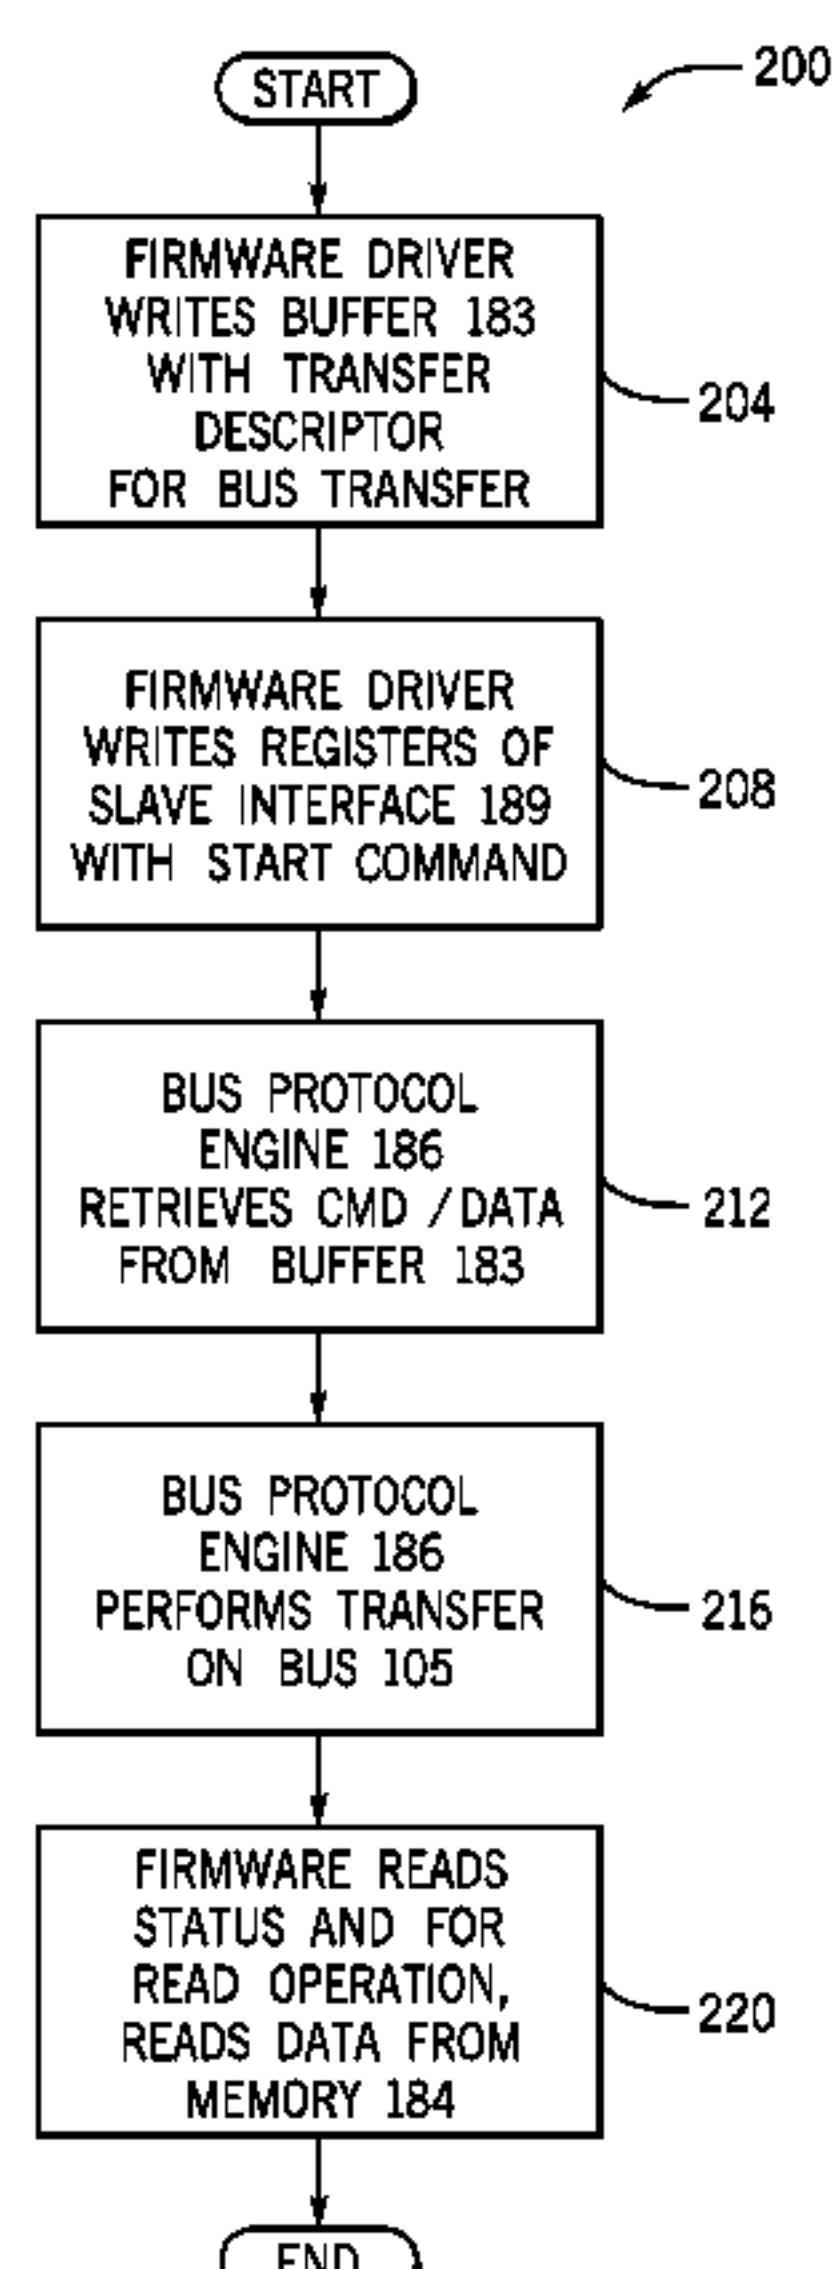 START
200
FIRMWARE DRIVER
WRITES BUFFER 183
WITH TRANSFER
DESCRIPTOR
FOR BUS TRANSFER
204
FIRMWARE DRIVER
WRITES REGISTERS OF
SLAVE INTERFACE 189
WITH START COMMAND
208
BUS PROTOCOL
ENGINE 186
RETRIEVES CMD /DATA
FROM BUFFER 183
212
BUS PROTOCOL
ENGINE 186
PERFORMS TRANSFER
ON BUS 105
216
FIRMWARE READS
STATUS AND FOR
READ OPERATION,
READS DATA FROM
MEMORY 184
220
END